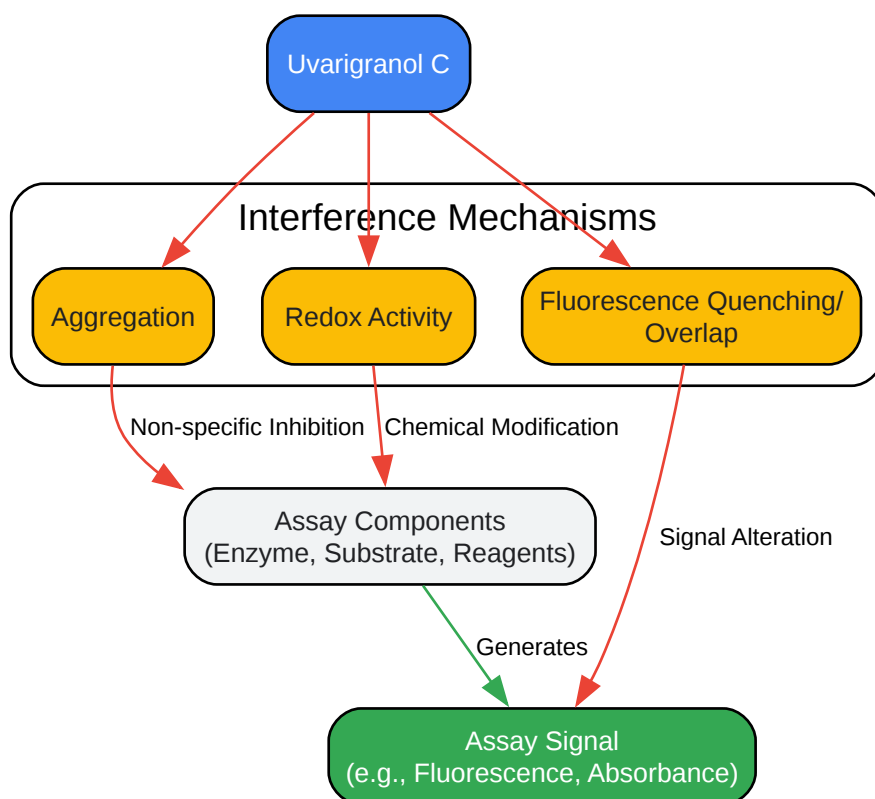 Uvarigranol C
Interference Mechanisms
Aggregation
Redox Activity
Fluorescence Quenching/
Overlap
Non-specific Inhibition
Chemical Modification
Assay Components
(Enzyme, Substrate, Reagents)
Signal Alteration
Generates
Assay Signal
(e.g., Fluorescence, Absorbance)